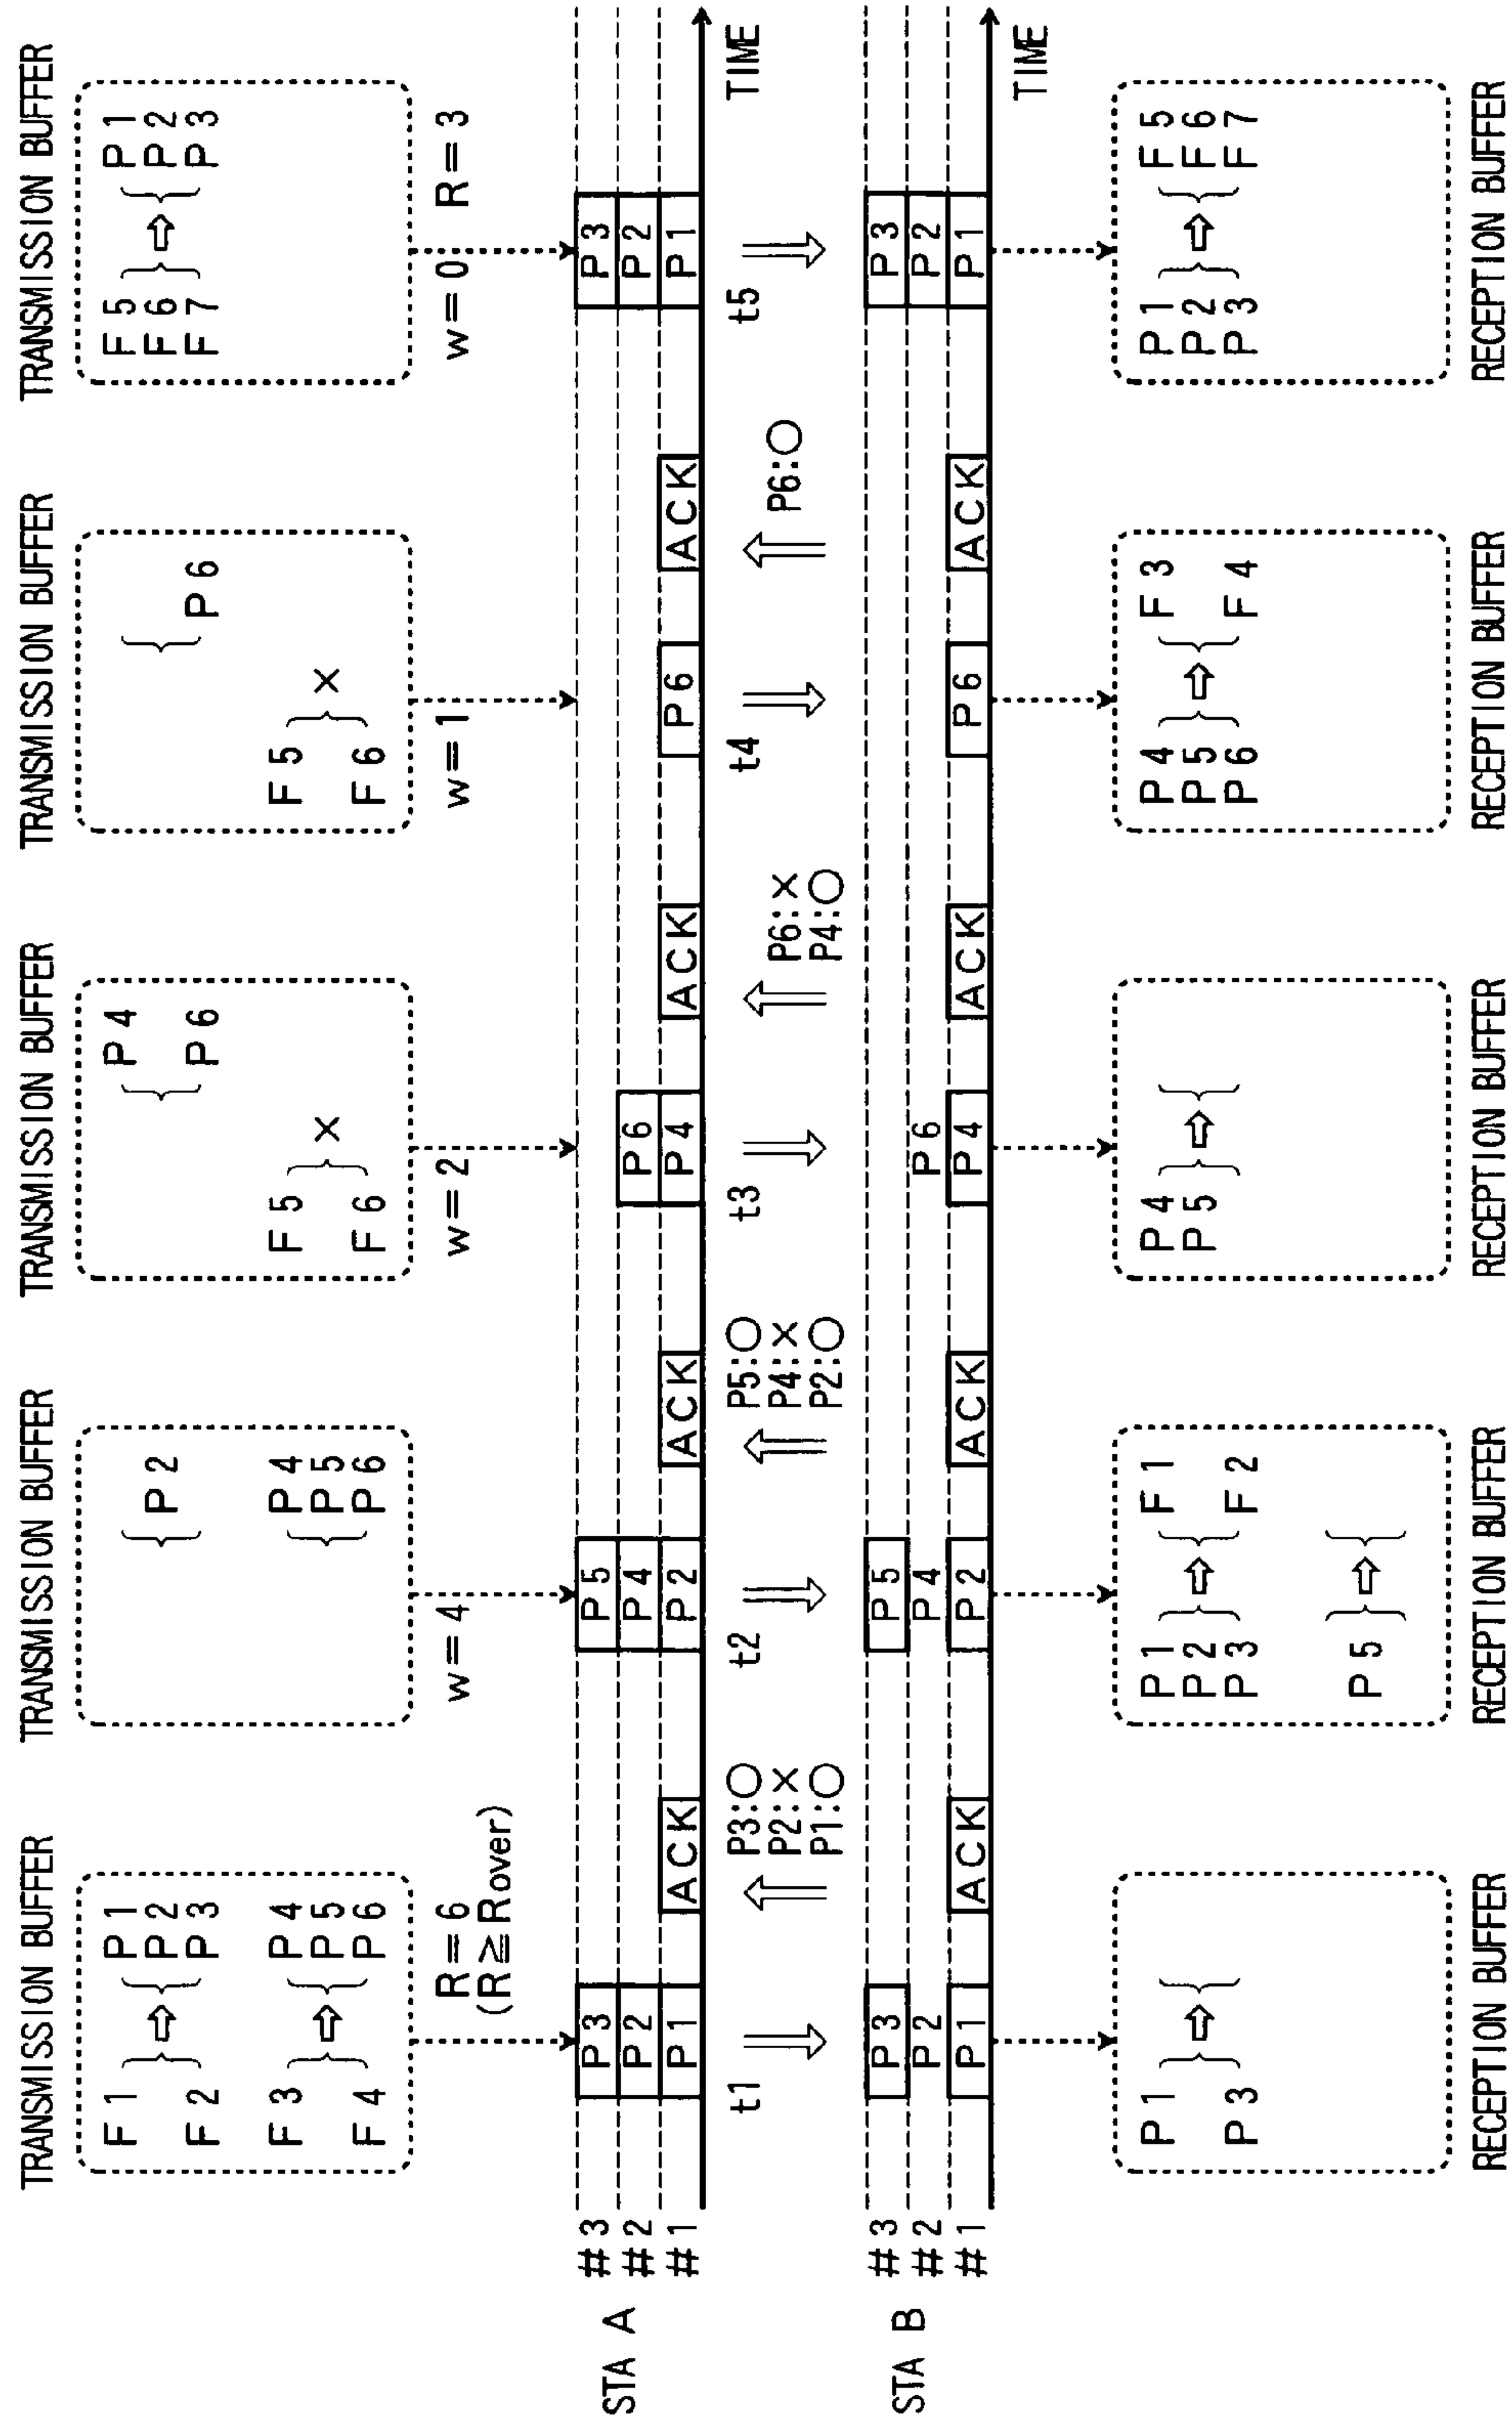 TRANSMISSION BUFFER
TRANSMISSION BUFFER
TRANSMISSION BUFFER
TRANSMISSION BUFFER
TRANSMISSION BUFFER
F1 P1
P2
F2 P3
F3 P4
P5
F4 P6
P2
P4
P5
P6
P4
P6
F5 ×
F6
P6
F5 ×
F6
F5 P1
F6 P2
F7 P3
R=6
(R≧Rover)
w=4
w=2
w=1
w=0 R=3
STA A
#3
#2
#1
P3
P2
P1
ACK
P5
P4
P2
ACK
P6
P4
ACK
P6
ACK
P3
P2
P1
TIME
t1
P3:○
P2:×
P1:○
t2
P5:○
P4:×
P2:○
t3
P6:×
P4:○
t4
P6:○
t5
STA B
#3
#2
#1
P3
P2
P1
ACK
P5
P4
P2
ACK
P6
P4
ACK
P6
ACK
P3
P2
P1
TIME
P1
P3
P1 F1
P2
P3 F2
P5
P4
P5
P4 F3
P5
P6 F4
P1 F5
P2 F6
P3 F7
RECEPTION BUFFER
RECEPTION BUFFER
RECEPTION BUFFER
RECEPTION BUFFER
RECEPTION BUFFER